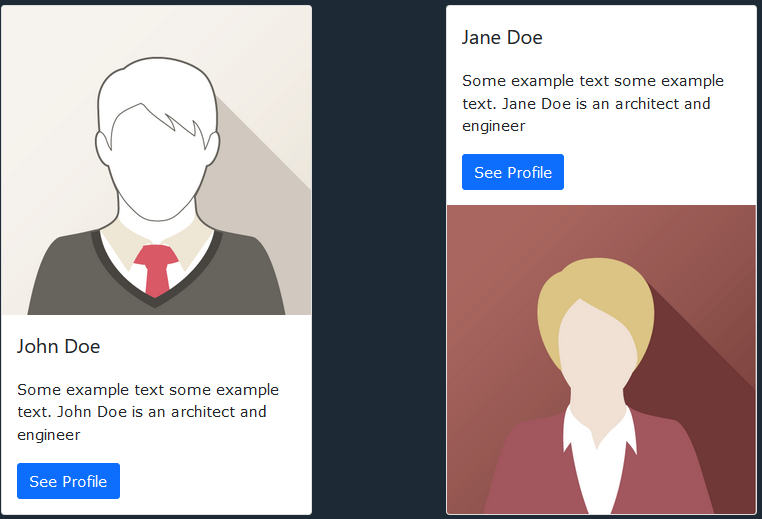 John Doe
Some example text some example
text. John Doe is an architect and
engineer
See Profile
Jane Doe
Some example text some example
text. Jane Doe is an architect and
engineer
See Profile